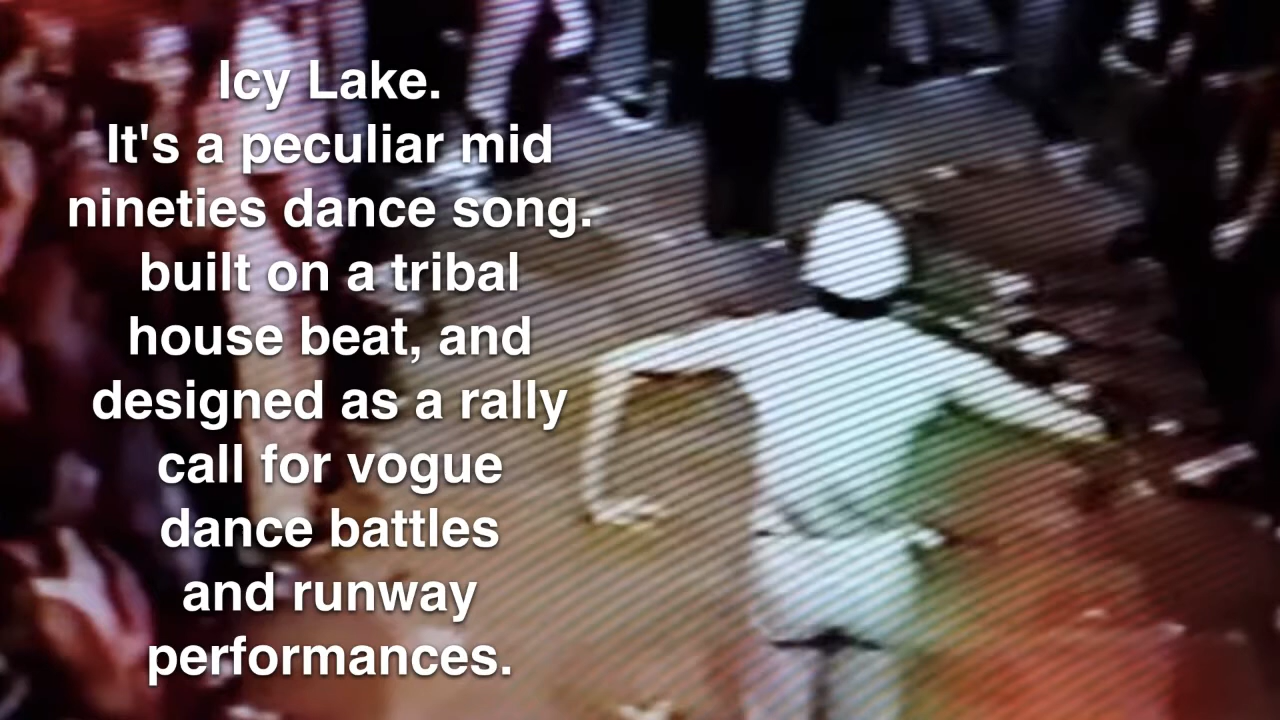 Icy Lake.
It's a peculiar mid
nineties dance song.
built on a tribal
house beat, and
designed as a rally
call for vogue
dance battles
and runway
performances.